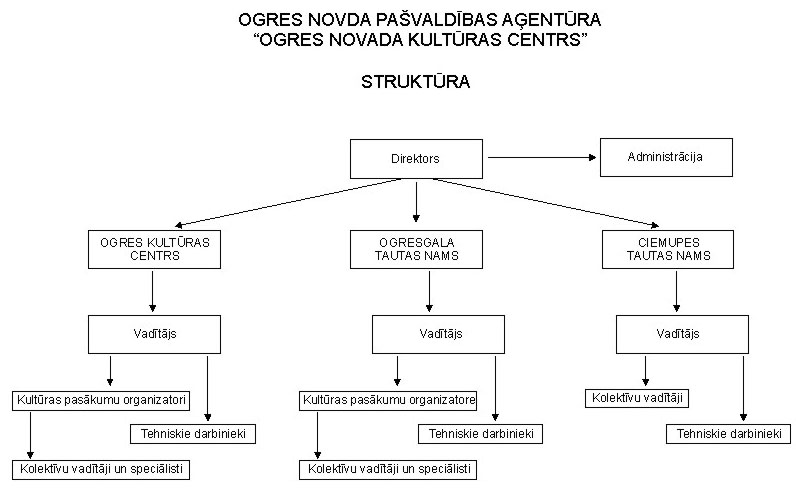 OGRES NOVDA PAŠVALDĪBAS AĢENTŪRA
“OGRES NOVADA KULTŪRAS CENTRS”
STRUKTŪRA
Direktors
Administrācija
OGRES KULTŪRAS
CENTRS
OGRESGALA
TAUTAS NAMS
CIEMUPES
TAUTAS NAMS
Vadītājs
Vadītājs
Vadītājs
Kultūras pasākumu organizatori
Kultūras pasākumu organizatore
Kolektīvu vadītāji
Tehniskie darbinieki
Tehniskie darbinieki
Tehniskie darbinieki
Kolektīvu vadītāji un speciālisti
Kolektīvu vadītāji un speciālisti